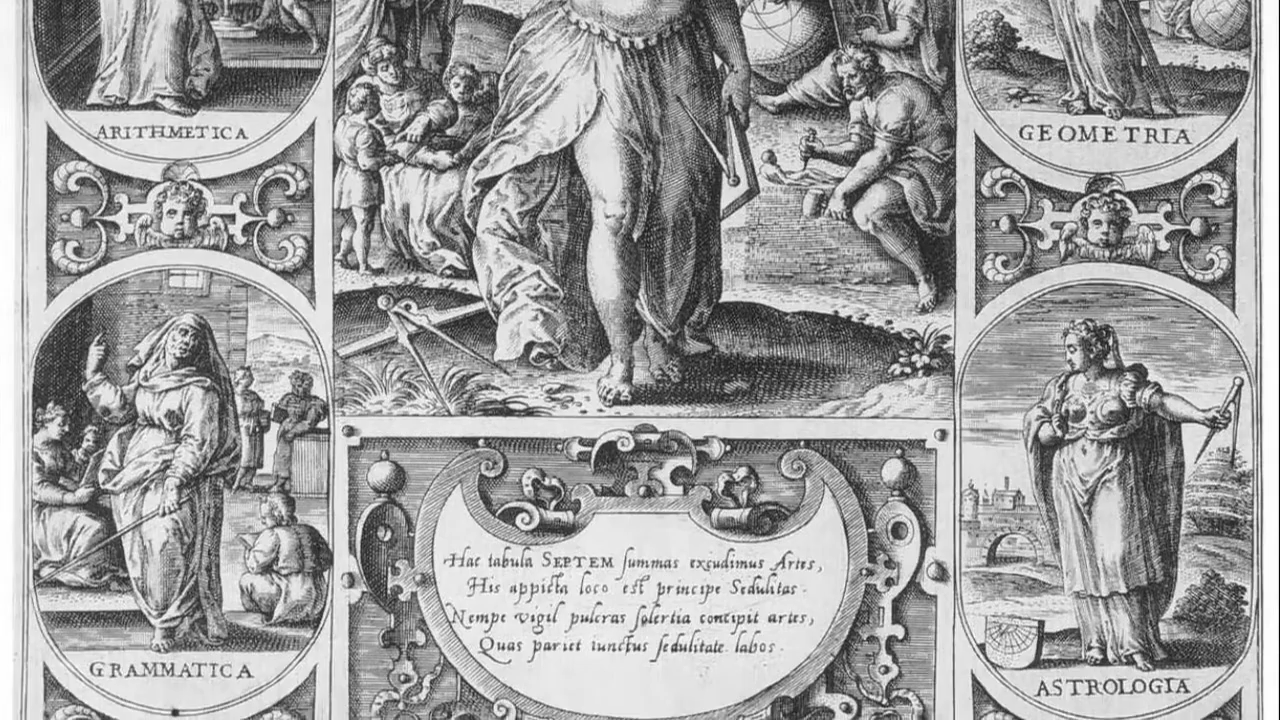 ARITHMETICA
GEOMETRIA
Hac tabula SEPTEM summas excudimus Artes,
His appicta loco est principe Sedulitas.
Nempe vigil pulcras solertia concipit artes,
Quas pariet iunctus sedulitate labos.
GRAMMATICA
ASTROLOGIA